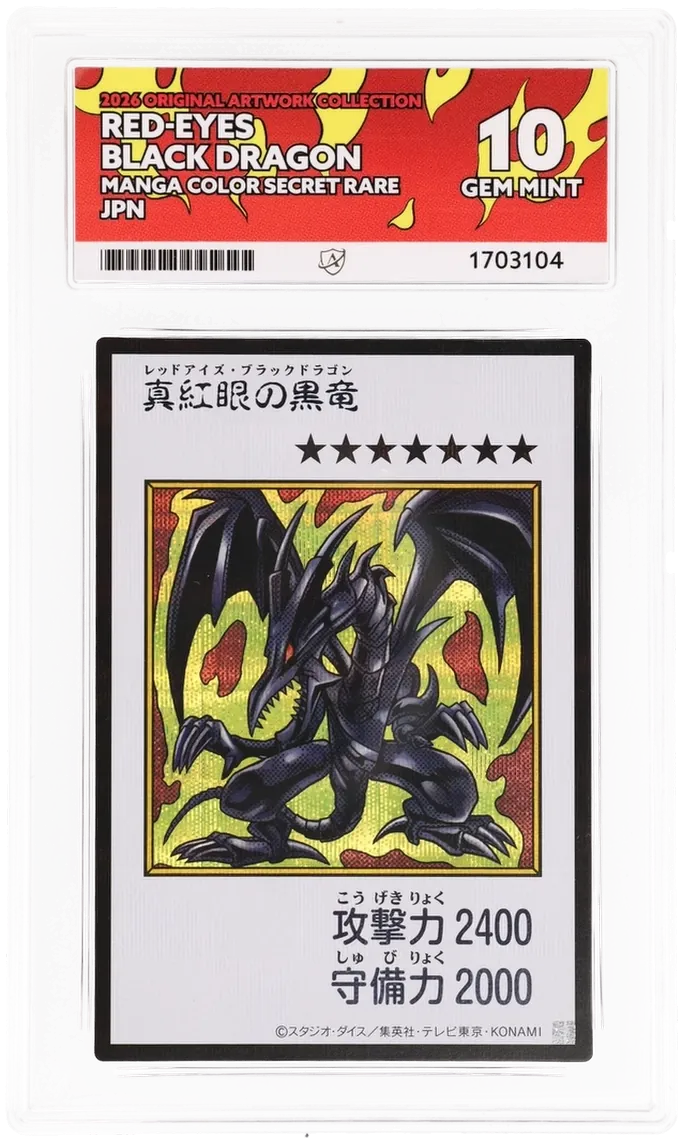 2026 ORIGINAL ARTWORK COLLECTION
RED-EYES
BLACK DRAGON
MANGA COLOR SECRET RARE
JPN
10
GEM MINT
1703104
レッドアイズ・ブラックドラゴン
真紅眼の黒竜
★★★★★★★
こうげきりょく
攻撃力 2400
しゅびりょく
守備力 2000
©スタジオ・ダイス／集英社・テレビ東京・KONAMI